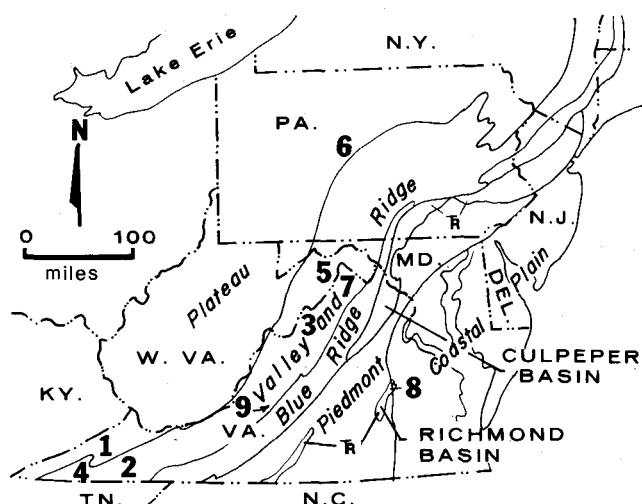 N.Y.
Lake Erie
PA.
N
6
Ridge
R
N.J.
0 100
miles
MD.
5
7
Plateau
3
Valley and
Ridge
DEL
Coastal Plain
W. VA.
CULPEPER
BASIN
KY.
Blue
Piedmont
8
9
VA.
R
RICHMOND
BASIN
1
4
2
TN.
N.C.